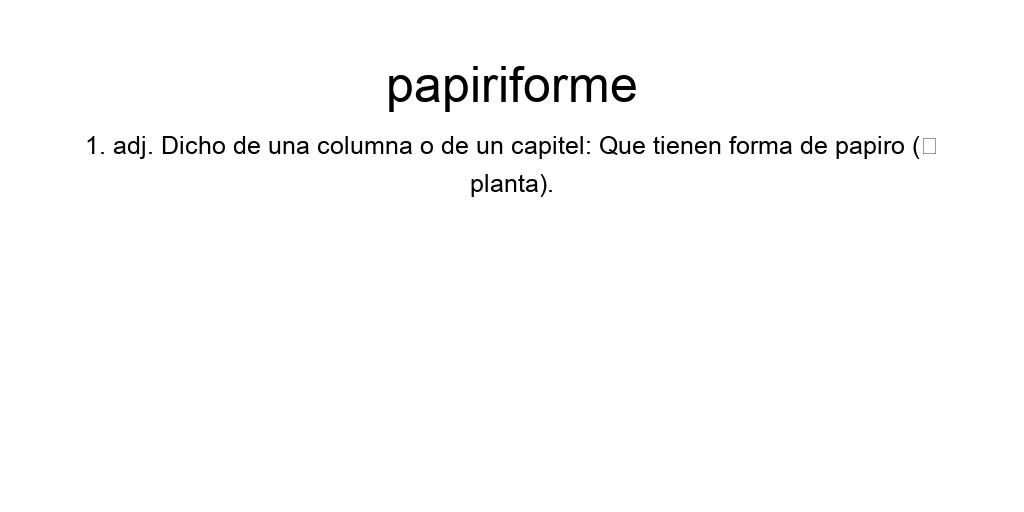 papiriforme
1. adj. Dicho de una columna o de un capitel: Que tienen forma de papiro (□
planta).